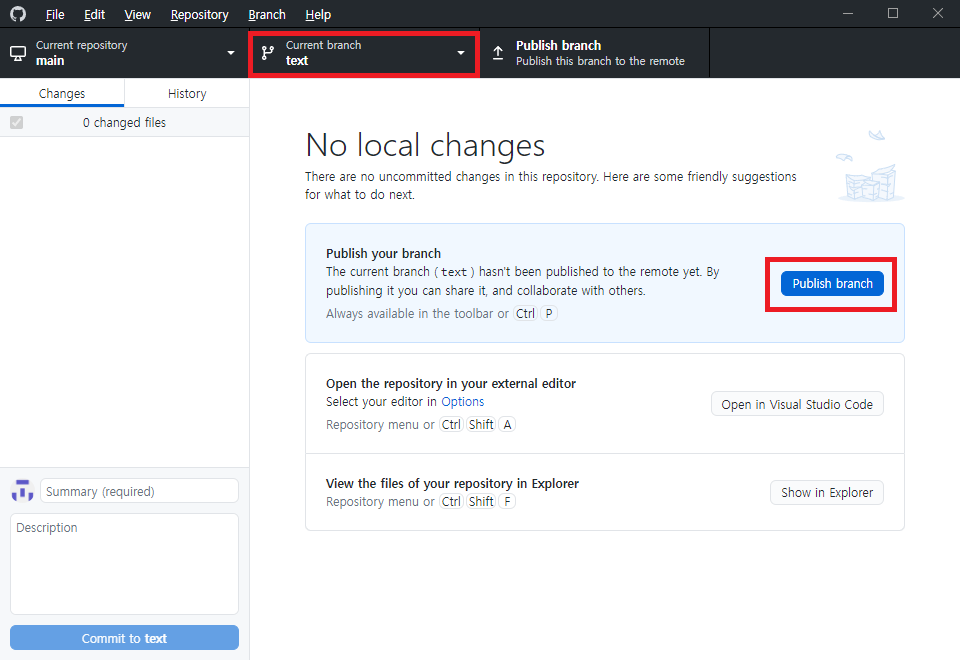 File Edit View Repository Branch Help
Current repository
main
Current branch
text
Publish branch
Publish this branch to the remote
Changes History
0 changed files
No local changes
There are no uncommitted changes in this repository. Here are some friendly suggestions
for what to do next.
Publish your branch
The current branch ( text ) hasn't been published to the remote yet. By
publishing it you can share it, and collaborate with others.
Always available in the toolbar or Ctrl P
Publish branch
Open the repository in your external editor
Select your editor in Options
Repository menu or Ctrl Shift A
Open in Visual Studio Code
View the files of your repository in Explorer
Repository menu or Ctrl Shift F
Show in Explorer
Summary (required)
Description
Commit to text